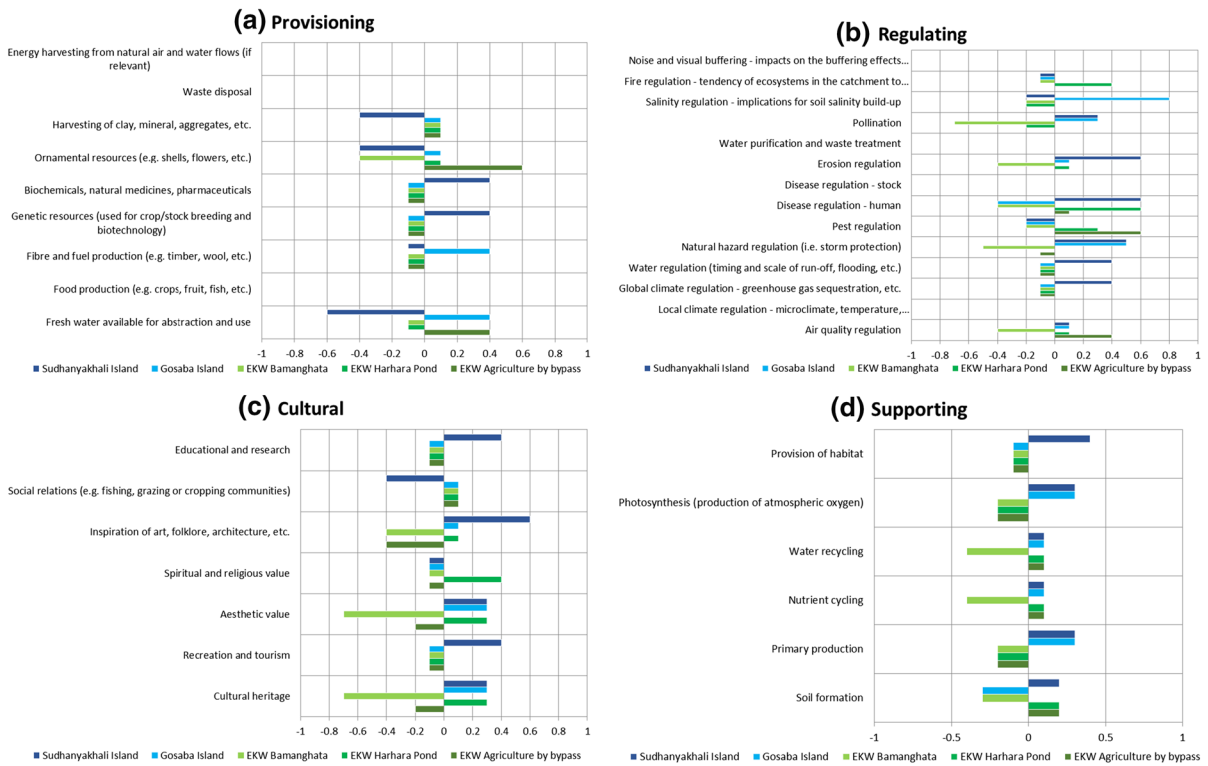 (a) Provisioning
Energy harvesting from natural air and water flows (if
relevant)
Waste disposal
Harvesting of clay, mineral, aggregates, etc.
Ornamental resources (e.g. shells, flowers, etc.)
Biochemicals, natural medicines, pharmaceuticals
Genetic resources (used for crop/stock breeding and
biotechnology)
Fibre and fuel production (e.g. timber, wool, etc.)
Food production (e.g. crops, fruit, fish, etc.)
Fresh water available for abstraction and use
-1 -0.8 -0.6 -0.4 -0.2 0 0.2 0.4 0.6 0.8 1
Sudhanyakhali Island Gosaba Island EKW Bamanghata EKW Harhara Pond EKW Agriculture by bypass
(b) Regulating
Noise and visual buffering - impacts on the buffering effects...
Fire regulation - tendency of ecosystems in the catchment to...
Salinity regulation - implications for soil salinity build-up
Pollination
Water purification and waste treatment
Erosion regulation
Disease regulation - stock
Disease regulation - human
Pest regulation
Natural hazard regulation (i.e. storm protection)
Water regulation (timing and scale of run-off, flooding, etc.)
Global climate regulation - greenhouse gas sequestration, etc.
Local climate regulation - microclimate, temperature,...
Air quality regulation
-1 -0.8 -0.6 -0.4 -0.2 0 0.2 0.4 0.6 0.8 1
Sudhanyakhali Island Gosaba Island EKW Bamanghata EKW Harhara Pond EKW Agriculture by bypass
(c) Cultural
Educational and research
Social relations (e.g. fishing, grazing or cropping communities)
Inspiration of art, folklore, architecture, etc.
Spiritual and religious value
Aesthetic value
Recreation and tourism
Cultural heritage
-1 -0.8 -0.6 -0.4 -0.2 0 0.2 0.4 0.6 0.8 1
Sudhanyakhali Island Gosaba Island EKW Bamanghata EKW Harhara Pond EKW Agriculture by bypass
(d) Supporting
Provision of habitat
Photosynthesis (production of atmospheric oxygen)
Water recycling
Nutrient cycling
Primary production
Soil formation
-1 -0.5 0 0.5 1
Sudhanyakhali Island Gosaba Island EKW Bamanghata EKW Harhara Pond EKW Agriculture by bypass